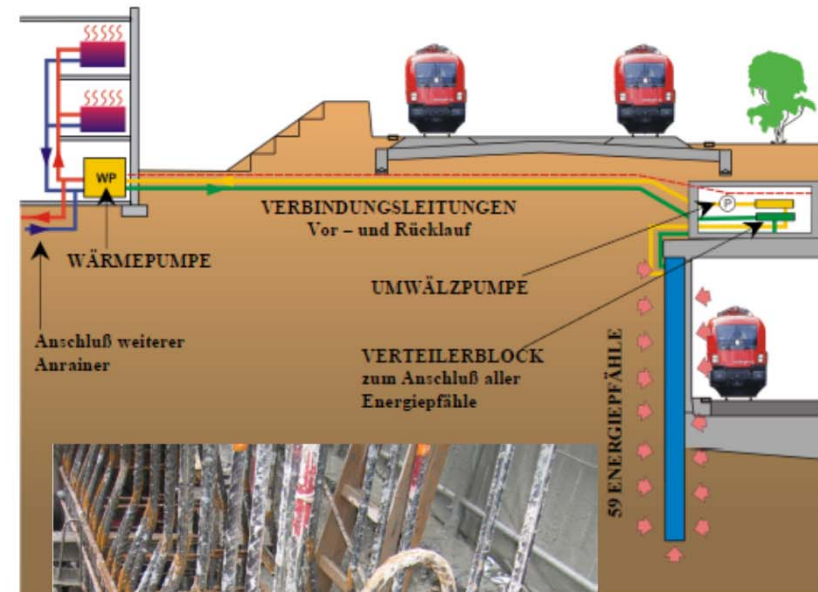 WP
VERBINDUNGSLEITUNGEN
Vor – und Rücklauf
P
WÄRMEPUMPE
UMWÄLZPUMPE
Anschluß weiterer
Anrainer
VERTEILERBLOCK
zum Anschluß aller
Energiepfähle
59 ENERGIEPFÄHLE